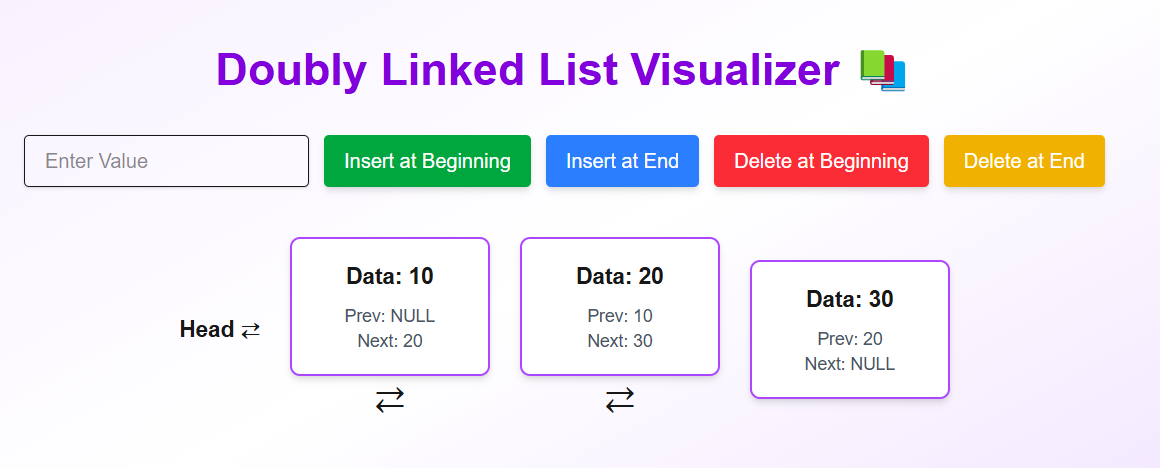 Doubly Linked List Visualizer 📚
Enter Value
Insert at Beginning
Insert at End
Delete at Beginning
Delete at End
Head ⇄
Data: 10
Prev: NULL
Next: 20
⇄
Data: 20
Prev: 10
Next: 30
⇄
Data: 30
Prev: 20
Next: NULL